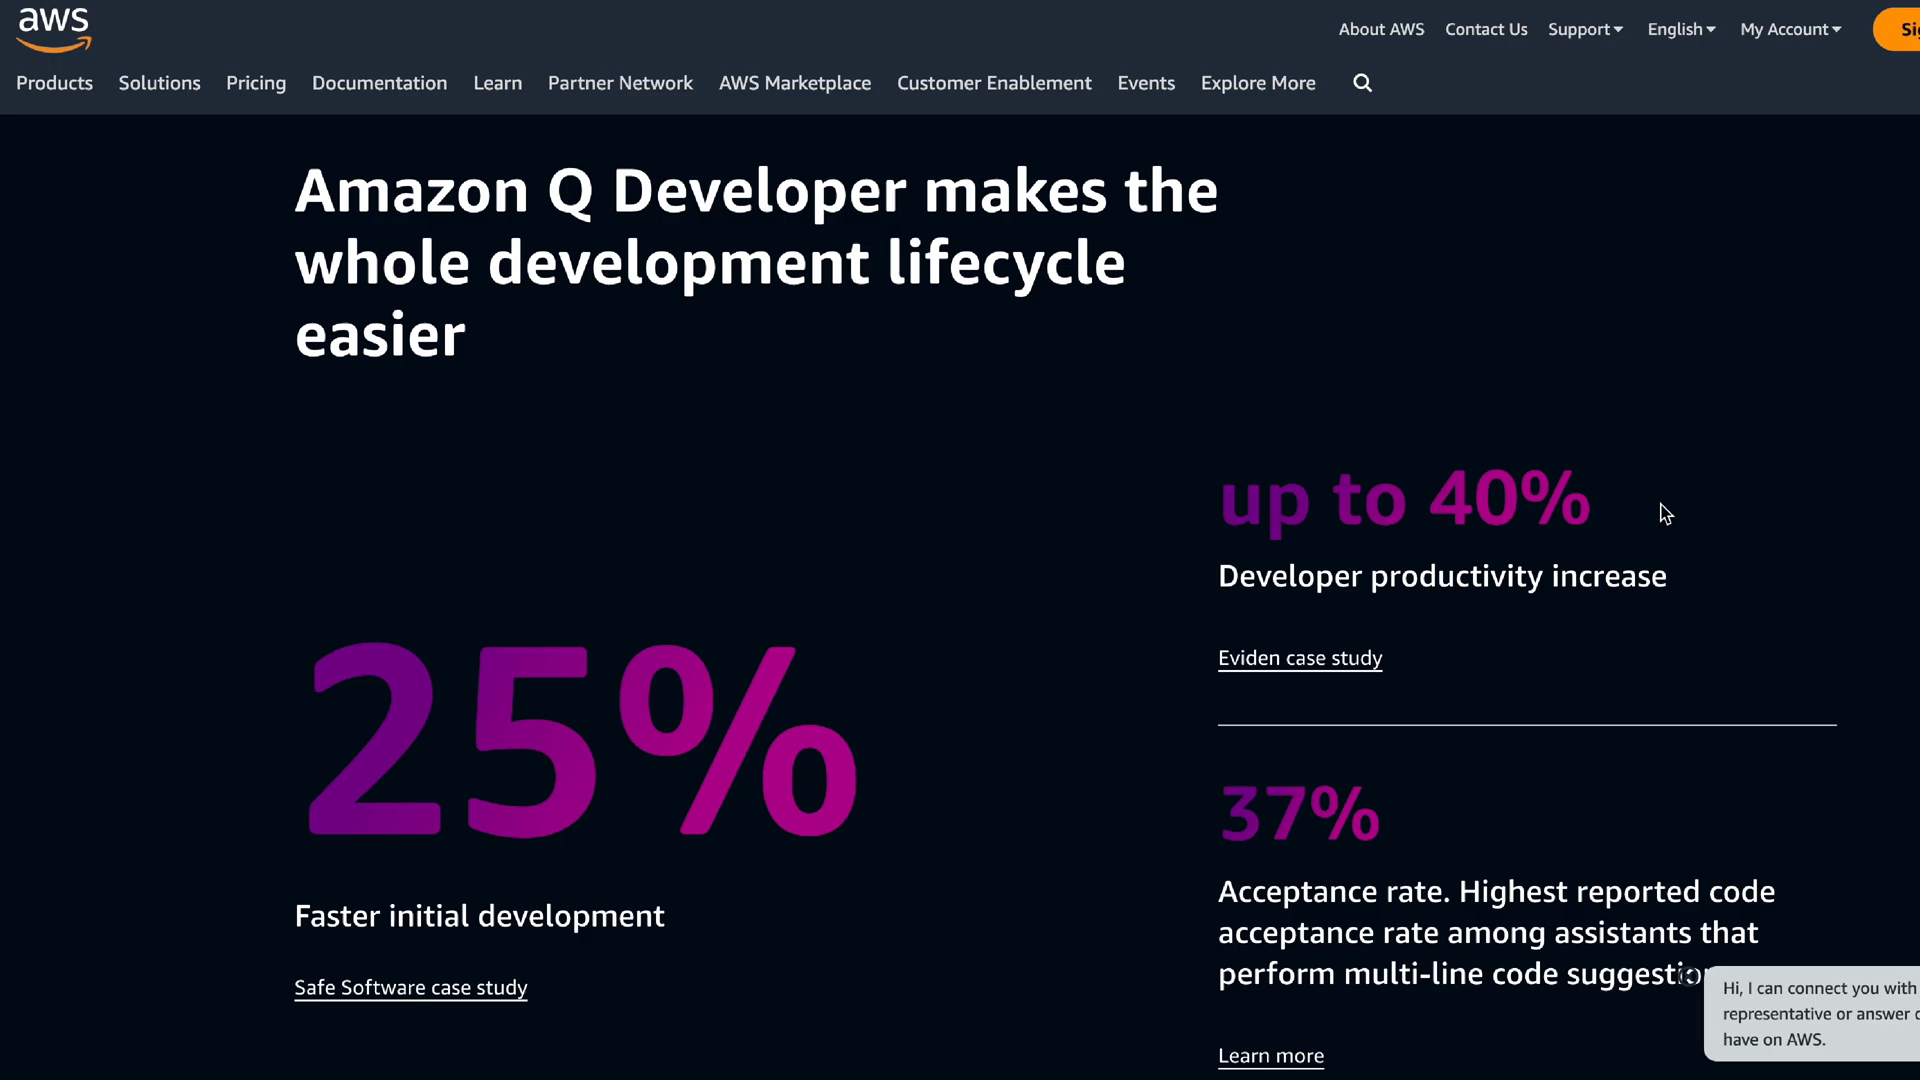 aws
About AWS Contact Us Support English My Account
Products Solutions Pricing Documentation Learn Partner Network AWS Marketplace Customer Enablement Events Explore More
Amazon Q Developer makes the
whole development lifecycle
easier
up to 40%
Developer productivity increase
Eviden case study
25%
Faster initial development
Safe Software case study
37%
Acceptance rate. Highest reported code
acceptance rate among assistants that
perform multi-line code
Learn more
Hi, I can connect you with
representative or answer
have on AWS.